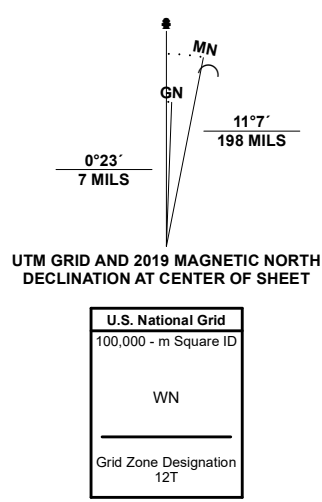 MN
GN
11°7´
198 MILS
0°23´
7 MILS
UTM GRID AND 2019 MAGNETIC NORTH
DECLINATION AT CENTER OF SHEET
U.S. National Grid
100,000 - m Square ID
WN
Grid Zone Designation
12T